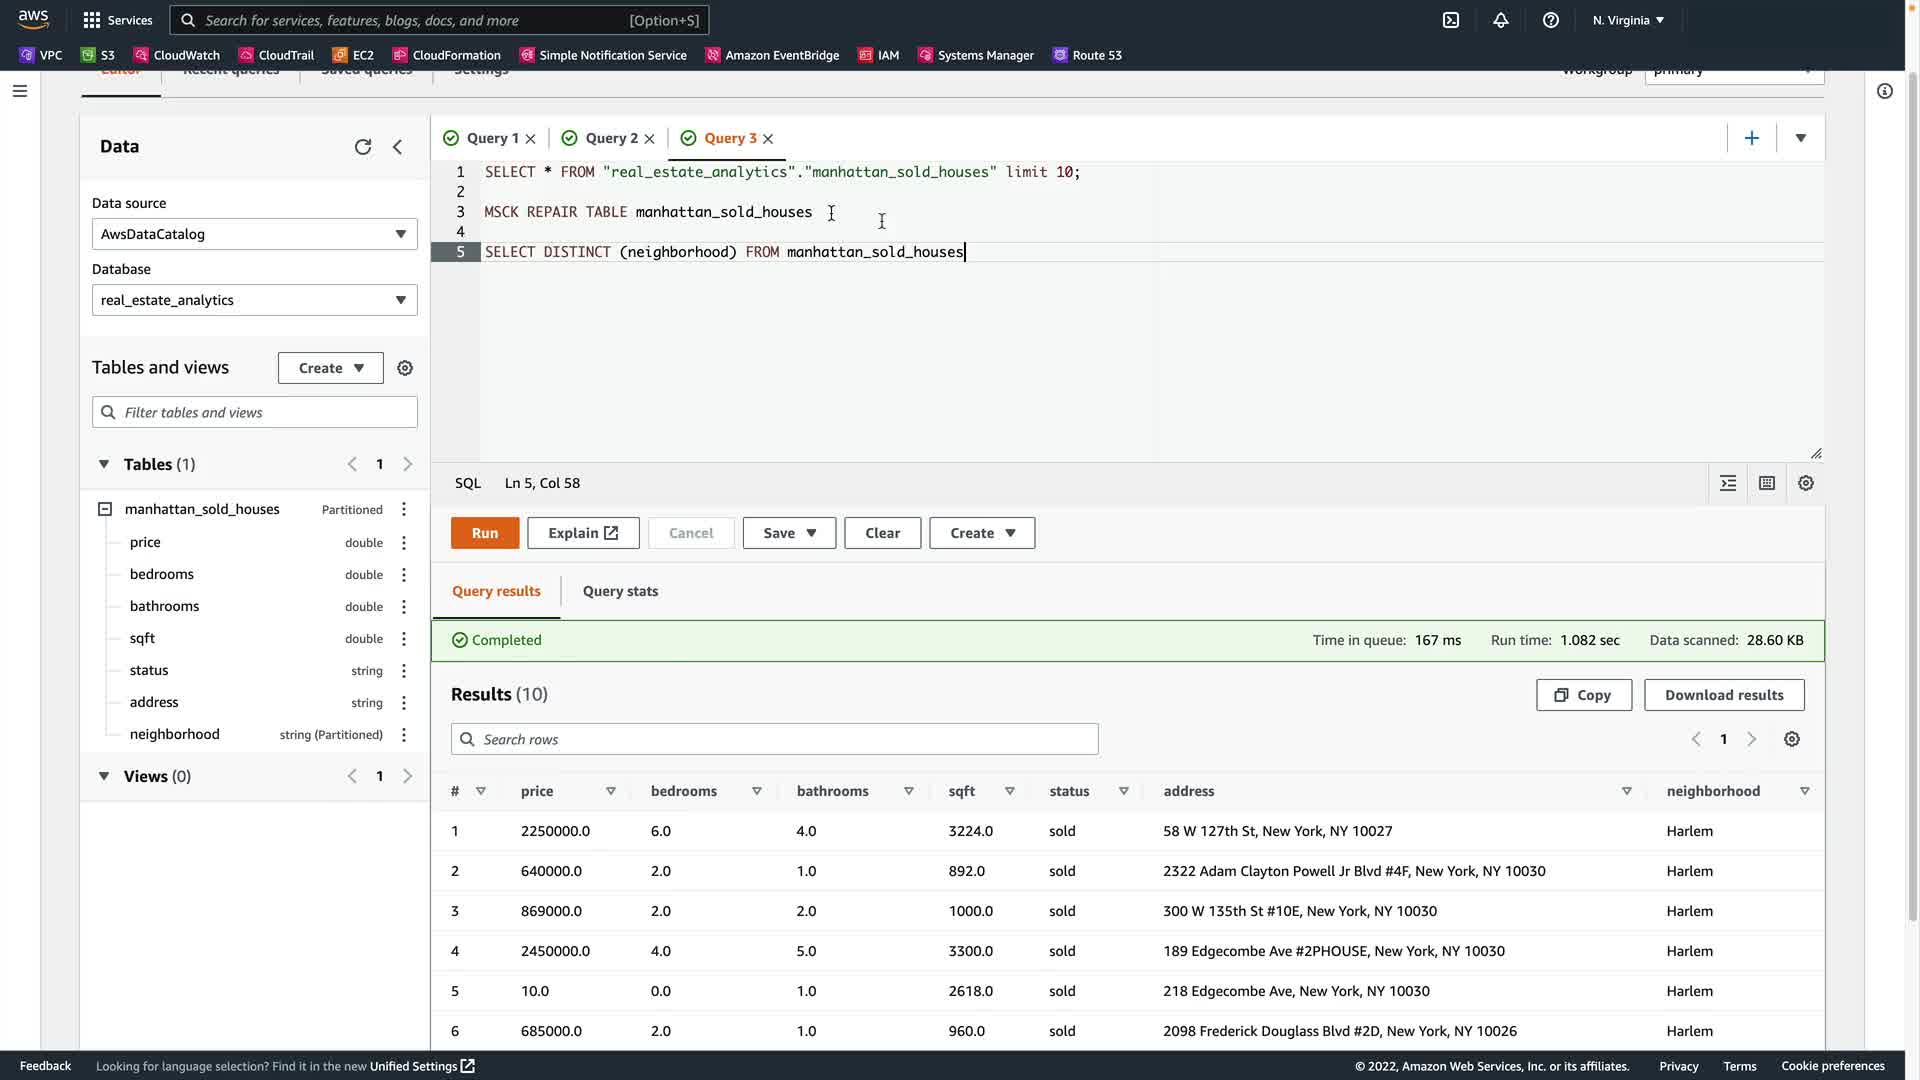 aws
Services
Search for services, features, blogs, docs, and more [Option+S]
N. Virginia
VPC S3 CloudWatch CloudTrail EC2 CloudFormation Simple Notification Service Amazon EventBridge IAM Systems Manager Route 53
Editor Recent queries Saved queries Settings Workgroup primary
Data
Data source
AwsDataCatalog
Database
real_estate_analytics
Tables and views Create
Filter tables and views
Tables (1) 1
manhattan_sold_houses Partitioned
price double
bedrooms double
bathrooms double
sqft double
status string
address string
neighborhood string (Partitioned)
Views (0) 1
Query 1 Query 2 Query 3
1 SELECT * FROM "real_estate_analytics"."manhattan_sold_houses" limit 10;
2
3 MSCK REPAIR TABLE manhattan_sold_houses
4
5 SELECT DISTINCT (neighborhood) FROM manhattan_sold_houses
SQL Ln 5, Col 58
Run Explain Cancel Save Clear Create
Query results Query stats
Completed Time in queue: 167 ms Run time: 1.082 sec Data scanned: 28.60 KB
Results (10) Copy Download results
Search rows 1
# price bedrooms bathrooms sqft status address neighborhood
1 2250000.0 6.0 4.0 3224.0 sold 58 W 127th St, New York, NY 10027 Harlem
2 640000.0 2.0 1.0 892.0 sold 2322 Adam Clayton Powell Jr Blvd #4F, New York, NY 10030 Harlem
3 869000.0 2.0 2.0 1000.0 sold 300 W 135th St #10E, New York, NY 10030 Harlem
4 2450000.0 4.0 5.0 3300.0 sold 189 Edgecombe Ave #2PHOUSE, New York, NY 10030 Harlem
5 10.0 0.0 1.0 2618.0 sold 218 Edgecombe Ave, New York, NY 10030 Harlem
6 685000.0 2.0 1.0 960.0 sold 2098 Frederick Douglass Blvd #2D, New York, NY 10026 Harlem
Feedback Looking for language selection? Find it in the new Unified Settings © 2022, Amazon Web Services, Inc. or its affiliates. Privacy Terms Cookie preferences